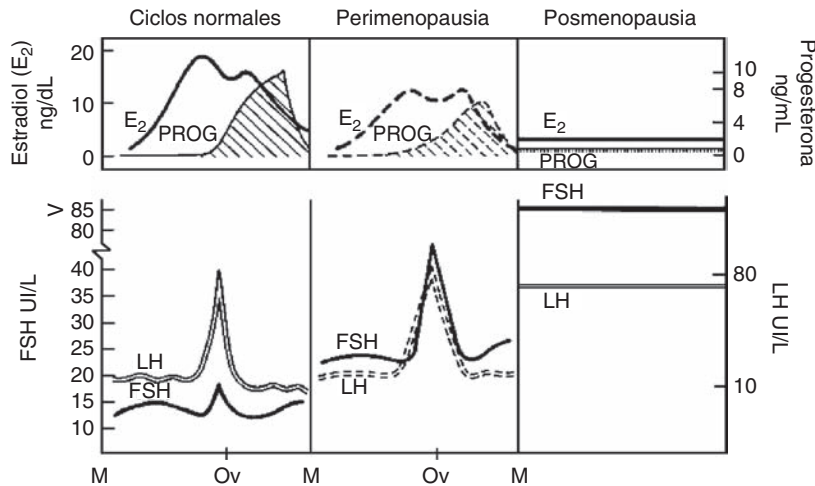 Ciclos normales
Perimenopausia
Posmenopausia
Estradiol (E2)
ng/dL
20
10
0
E2
PROG
E2
PROG
E2
PROG
10
8
4
0
Progesterona
ng/mL
V
85
80
40
35
30
25
20
15
10
FSH UI/L
LH
FSH
FSH
LH
FSH
LH
80
10
LH UI/L
M
Ov
M
Ov
M